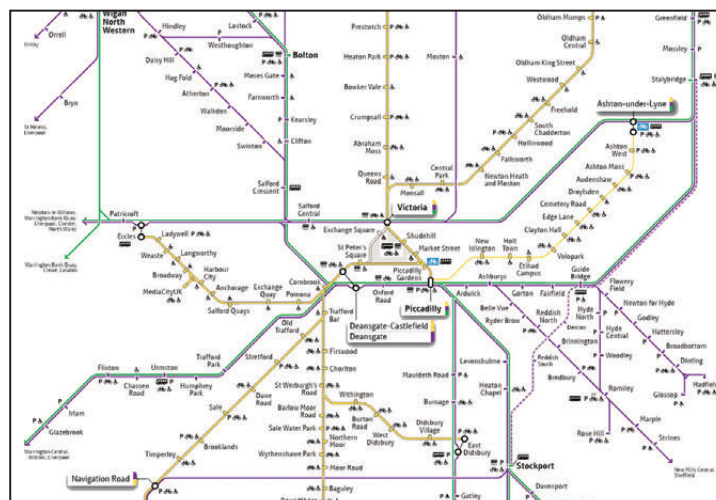 Wigan
North
Western
Orrell
Kirkby
Bryn
St Helens,
Liverpool
Hindley
Westhoughton
Daisy Hill
Hag Fold
Atherton
Walkden
Moorside
Swinton
Lostock
Bolton
Moses Gate
Farnworth
Kearsley
Clifton
Salford
Crescent
Salford
Central
Prestwich
Heaton Park
Bowker Vale
Crumpsall
Abraham
Moss
Queens
Road
Moston
Victoria
Monsall
Central
Park
Newton Heath
and Moston
Failsworth
Hollinwood
South
Chadderton
Freehold
Westwood
Oldham King Street
Oldham
Central
Oldham Mumps
Greenfield
Mossley
Stalybridge
Ashton-under-Lyne
Ashton
West
Ashton Moss
Audenshaw
Droylsden
Cemetery Road
Edge Lane
Clayton Hall
Velopark
Etihad
Campus
Holt
Town
New
Islington
Patricroft
Eccles
Ladywell
Weaste
Langworthy
Broadway
MediaCityUK
Harbour
City
Anchorage
Salford Quays
Exchange
Quay
Pomona
Cornbrook
Exchange Square
St Peter's
Square
Shudehill
Market Street
Piccadilly
Gardens
Piccadilly
Oxford
Road
Deansgate-Castlefield
Deansgate
Trafford
Bar
Old
Trafford
Stretford
Dane
Road
Sale
Brooklands
Timperley
Navigation Road
Trafford
Park
Humphrey
Park
Urmston
Chassen
Road
Flixton
Irlam
Glazebrook
Firswood
Chorlton
St Werburgh's
Road
Barlow Moor
Road
Sale Water Park
Northern
Moor
Wythenshawe Park
Moor Road
Baguley
Withington
Burton
Road
West
Didsbury
Didsbury
Village
East
Didsbury
Mauldeth Road
Burnage
Gatley
Levenshulme
Heaton
Chapel
Stockport
Davenport
Ardwick
Ashburys
Gorton
Fairfield
Guide
Bridge
Belle Vue
Ryder Brow
Reddish
North
Brinnington
Bredbury
Denton
Reddish
South
Hyde
North
Hyde
Central
Woodley
Romiley
Rose Hill
Marple
Strines
New Mills Central,
Sheffield
Flowery
Field
Newton for Hyde
Godley
Hattersley
Broadbottom
Dinting
Glossop
Hadfield